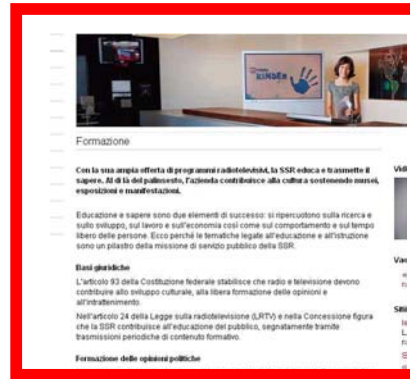 KINDER
Formazione
Con la sua ampia offerta di programmi radiotelevisivi, la SSR educa e trasmette il
sapere. Al di là del palinsesto, l'azienda contribuisce alla cultura sostenendo musei,
esposizioni e manifestazioni.
Educazione e sapere sono due elementi di successo: si ripercuotono sulla ricerca e
sullo sviluppo, sul lavoro e sull'economia così come sul comportamento e sul tempo
libero delle persone. Ecco perché le tematiche legate all'educazione e all'istruzione
sono un pilastro della missione di servizio pubblico della SSR.
Basi giuridiche
L'articolo 93 della Costituzione federale stabilisce che radio e televisione devono
contribuire allo sviluppo culturale, alla libera formazione delle opinioni e
all'intrattenimento.
Nell'articolo 24 della Legge sulla radiotelevisione (LRTV) e nella Concessione figura
che la SSR contribuisce all'educazione del pubblico, segnatamente tramite
trasmissioni periodiche di contenuto formativo.
Formazione delle opinioni politiche